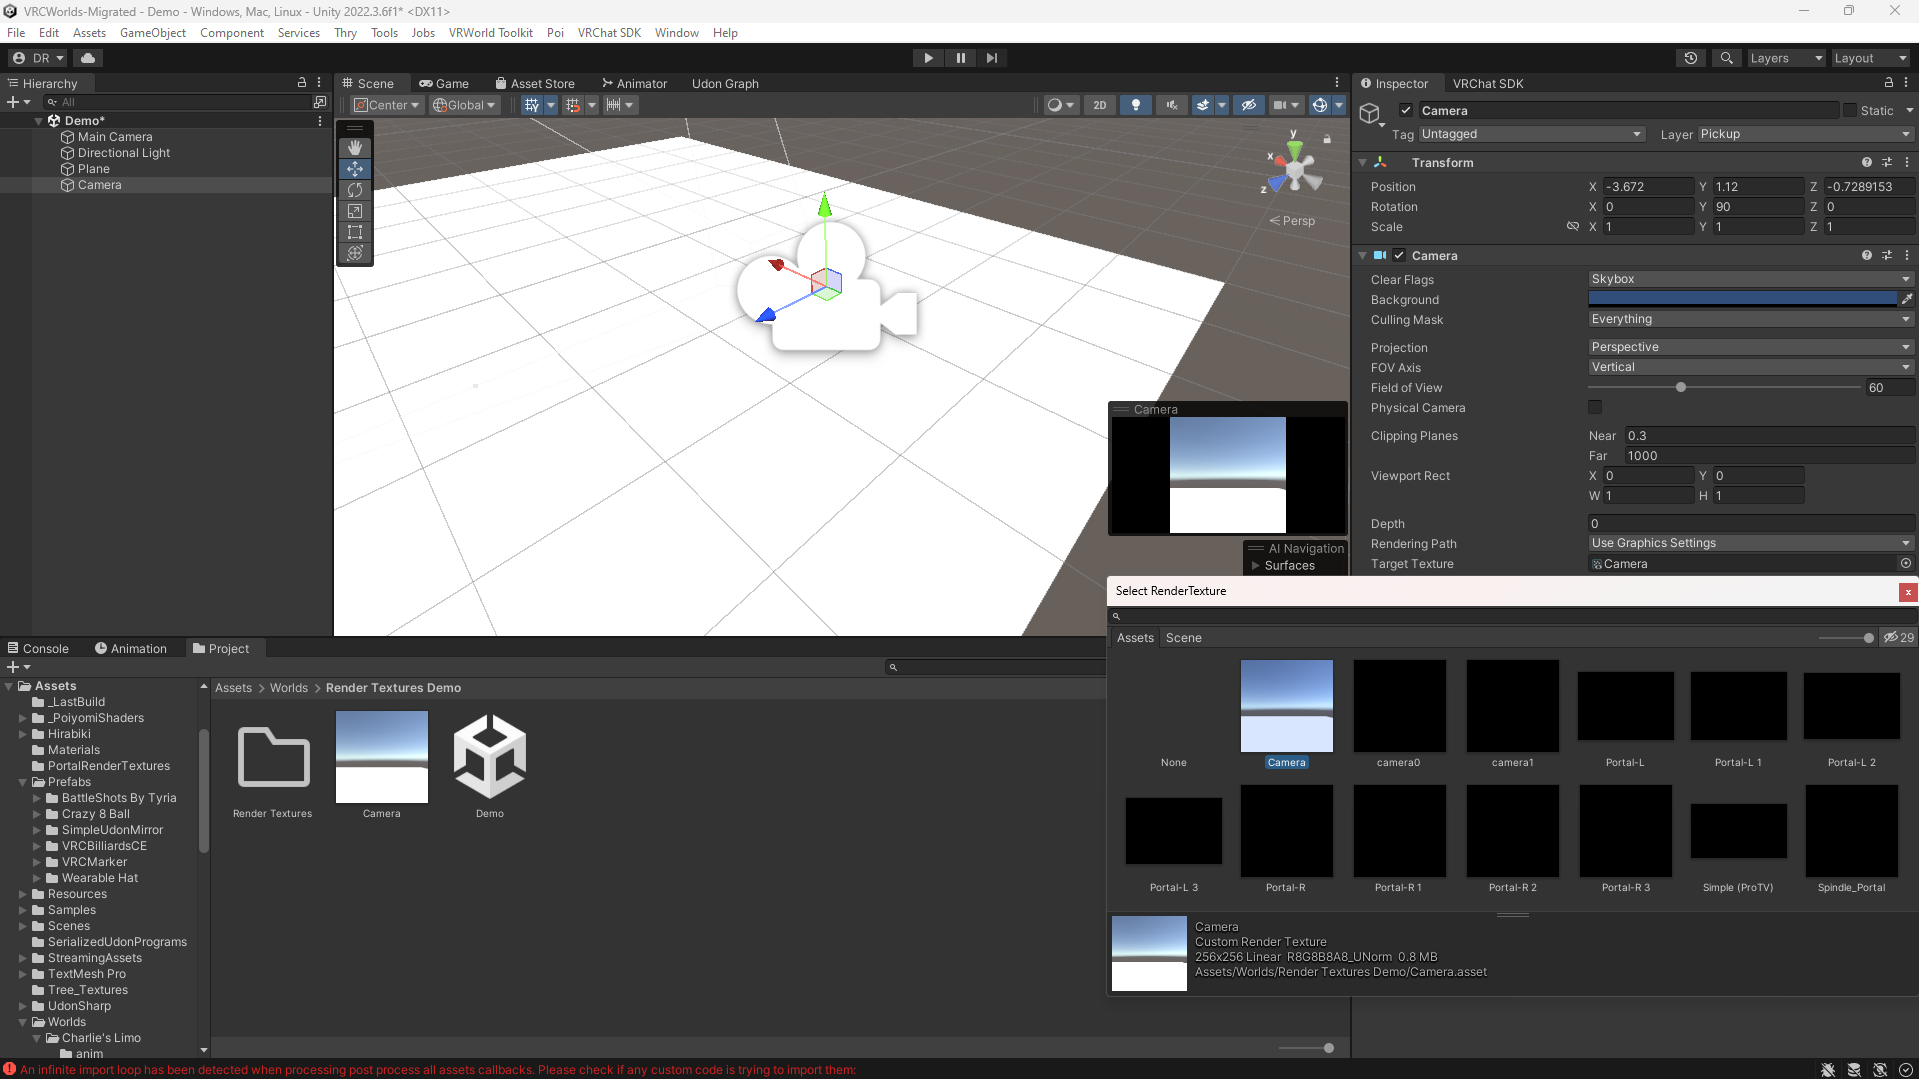 VRCWorlds-Migrated - Demo - Windows, Mac, Linux - Unity 2022.3.6f1* <DX11>
File Edit Assets GameObject Component Services Thry Tools Jobs VRWorld Toolkit Poi VRChat SDK Window Help
DR
Layers
Layout
Hierarchy
All
Demo*
Main Camera
Directional Light
Plane
Camera
Scene Game Asset Store Animator Udon Graph
Center Global
2D
y
x
z
Persp
Camera
AI Navigation
Surfaces
Inspector VRChat SDK
Camera
Static
Tag Untagged Layer Pickup
Transform
Position X -3.672 Y 1.12 Z -0.7289153
Rotation X 0 Y 90 Z 0
Scale X 1 Y 1 Z 1
Camera
Clear Flags Skybox
Background
Culling Mask Everything
Projection Perspective
FOV Axis Vertical
Field of View 60
Physical Camera
Clipping Planes Near 0.3
Far 1000
Viewport Rect X 0 Y 0
W 1 H 1
Depth 0
Rendering Path Use Graphics Settings
Target Texture Camera
Select RenderTexture
x
Assets Scene
29
None Camera camera0 camera1 Portal-L Portal-L 1 Portal-L 2
Portal-L 3 Portal-R Portal-R 1 Portal-R 2 Portal-R 3 Simple (ProTV) Spindle_Portal
Camera
Custom Render Texture
256x256 Linear R8G8B8A8_UNorm 0.8 MB
Assets/Worlds/Render Textures Demo/Camera.asset
Console Animation Project
Assets
_LastBuild
_PoiyomiShaders
Hirabiki
Materials
PortalRenderTextures
Prefabs
BattleShots By Tyria
Crazy 8 Ball
SimpleUdonMirror
VRCBilliardsCE
VRCMarker
Wearable Hat
Resources
Samples
Scenes
SerializedUdonPrograms
StreamingAssets
TextMesh Pro
Tree_Textures
UdonSharp
Worlds
Charlie's Limo
anim
Assets > Worlds > Render Textures Demo
Render Textures
Camera
Demo
An infinite import loop has been detected when processing post process all assets callbacks. Please check if any custom code is trying to import them: